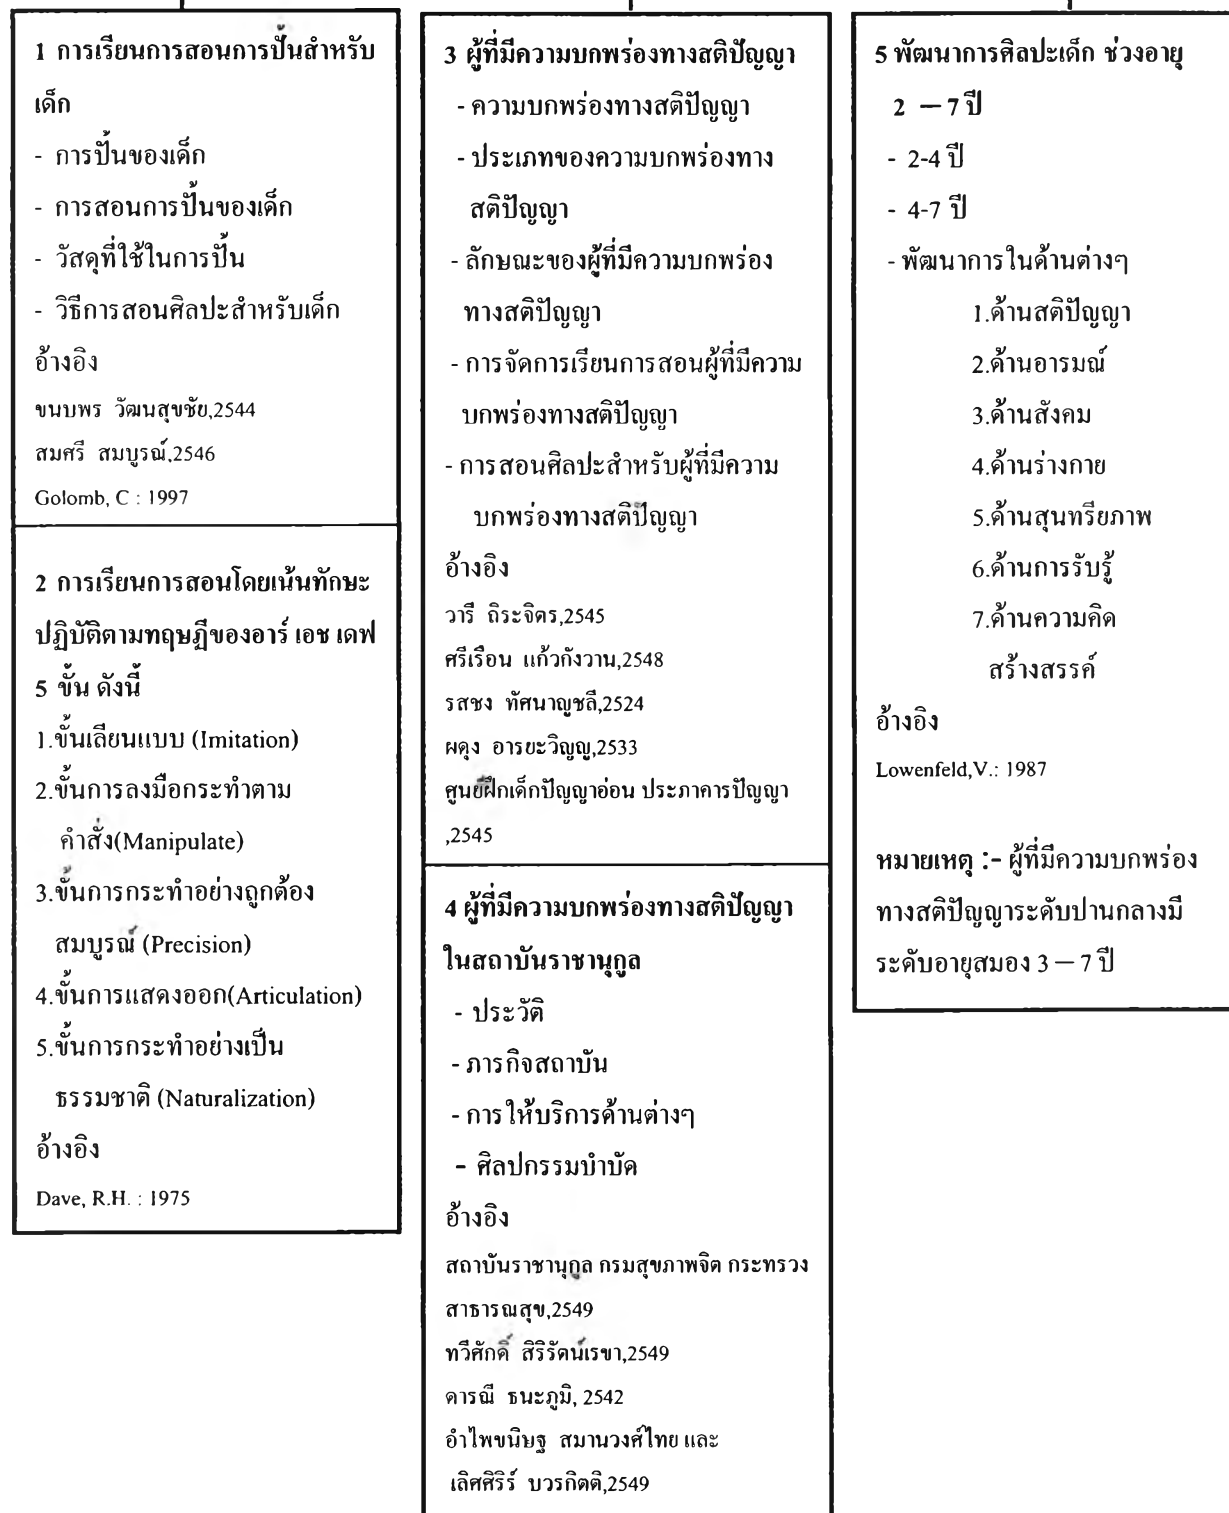 1 การเรียนการสอนการปั้นสำหรับ
เด็ก
- การปั้นของเด็ก
- การสอนการปั้นของเด็ก
- วัสดุที่ใช้ในการปั้น
- วิธีการสอนศิลปะสำหรับเด็ก
อ้างอิง
ขนบพร วัฒนสุขชัย,2544
สมศรี สมบูรณ์,2546
Golomb, C : 1997
2 การเรียนการสอนโดยเน้นทักษะ
ปฏิบัติตามทฤษฎีของอาร์ เอช เดฟ
5 ขั้น ดังนี้
1.ขั้นเลียนแบบ (Imitation)
2.ขั้นการลงมือกระทำตาม
คำสั่ง(Manipulate)
3.ขั้นการกระทำอย่างถูกต้อง
สมบูรณ์ (Precision)
4.ขั้นการแสดงออก(Articulation)
5.ขั้นการกระทำอย่างเป็น
ธรรมชาติ (Naturalization)
อ้างอิง
Dave, R.H. : 1975
3 ผู้ที่มีความบกพร่องทางสติปัญญา
- ความบกพร่องทางสติปัญญา
- ประเภทของความบกพร่องทาง
สติปัญญา
- ลักษณะของผู้ที่มีความบกพร่อง
ทางสติปัญญา
- การจัดการเรียนการสอนผู้ที่มีความ
บกพร่องทางสติปัญญา
- การสอนศิลปะสำหรับผู้ที่มีความ
บกพร่องทางสติปัญญา
อ้างอิง
วารี ถิระจิตร,2545
ศรีเรือน แก้วกังวาน,2548
รสชง ทัศนาญชลี,2524
ผดุง อารยะวิญญู,2533
ศูนย์ฝึกเด็กปัญญาอ่อน ประภาคารปัญญา
,2545
4 ผู้ที่มีความบกพร่องทางสติปัญญา
ในสถาบันราชานุกูล
- ประวัติ
- ภารกิจสถาบัน
- การให้บริการด้านต่างๆ
- ศิลปกรรมบำบัด
อ้างอิง
สถาบันราชานุกูล กรมสุขภาพจิต กระทรวง
สาธารณสุข,2549
ทวีศักดิ์ สิริรัตน์เรขา,2549
ดารณี ธนะภูมิ, 2542
อำไพขนิษฐ สมานวงศ์ไทย และ
เลิศศิริร์ บวรกิตติ,2549
5 พัฒนาการศิลปะเด็ก ช่วงอายุ
2 – 7 ปี
- 2-4 ปี
- 4-7 ปี
- พัฒนาการในด้านต่างๆ
1.ด้านสติปัญญา
2.ด้านอารมณ์
3.ด้านสังคม
4.ด้านร่างกาย
5.ด้านสุนทรียภาพ
6.ด้านการรับรู้
7.ด้านความคิด
สร้างสรรค์
อ้างอิง
Lowenfeld,V.: 1987
หมายเหตุ :- ผู้ที่มีความบกพร่อง
ทางสติปัญญาระดับปานกลางมี
ระดับอายุสมอง 3 – 7 ปี